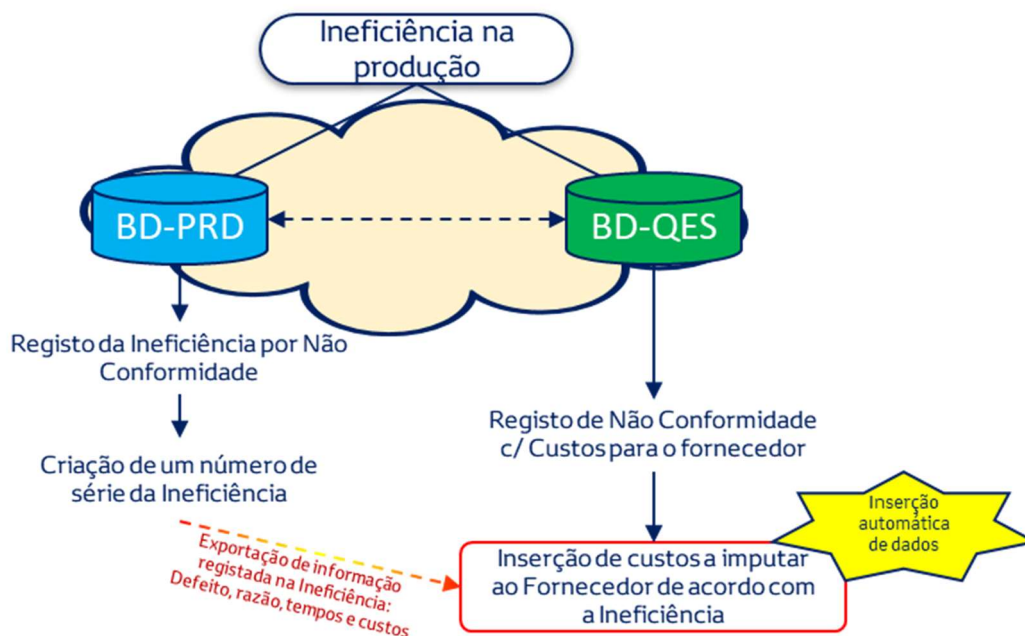 Ineficiência na
produção
BD-PRD
BD-QES
Registo da Ineficiência por Não
Conformidade
Criação de um número de
série da Ineficiência
Exportação de informação
registada na Ineficiência:
Defeito, razão, tempos e custos
Registo de Não Conformidade
c/ Custos para o fornecedor
Inserção
automática
de dados
Inserção de custos a imputar
ao Fornecedor de acordo com
a Ineficiência